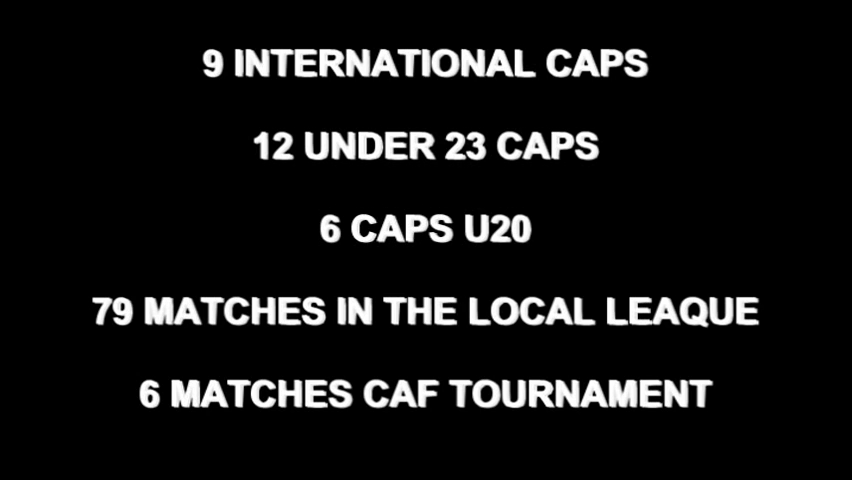 9 INTERNATIONAL CAPS
12 UNDER 23 CAPS
6 CAPS U20
79 MATCHES IN THE LOCAL LEAQUE
6 MATCHES CAF TOURNAMENT